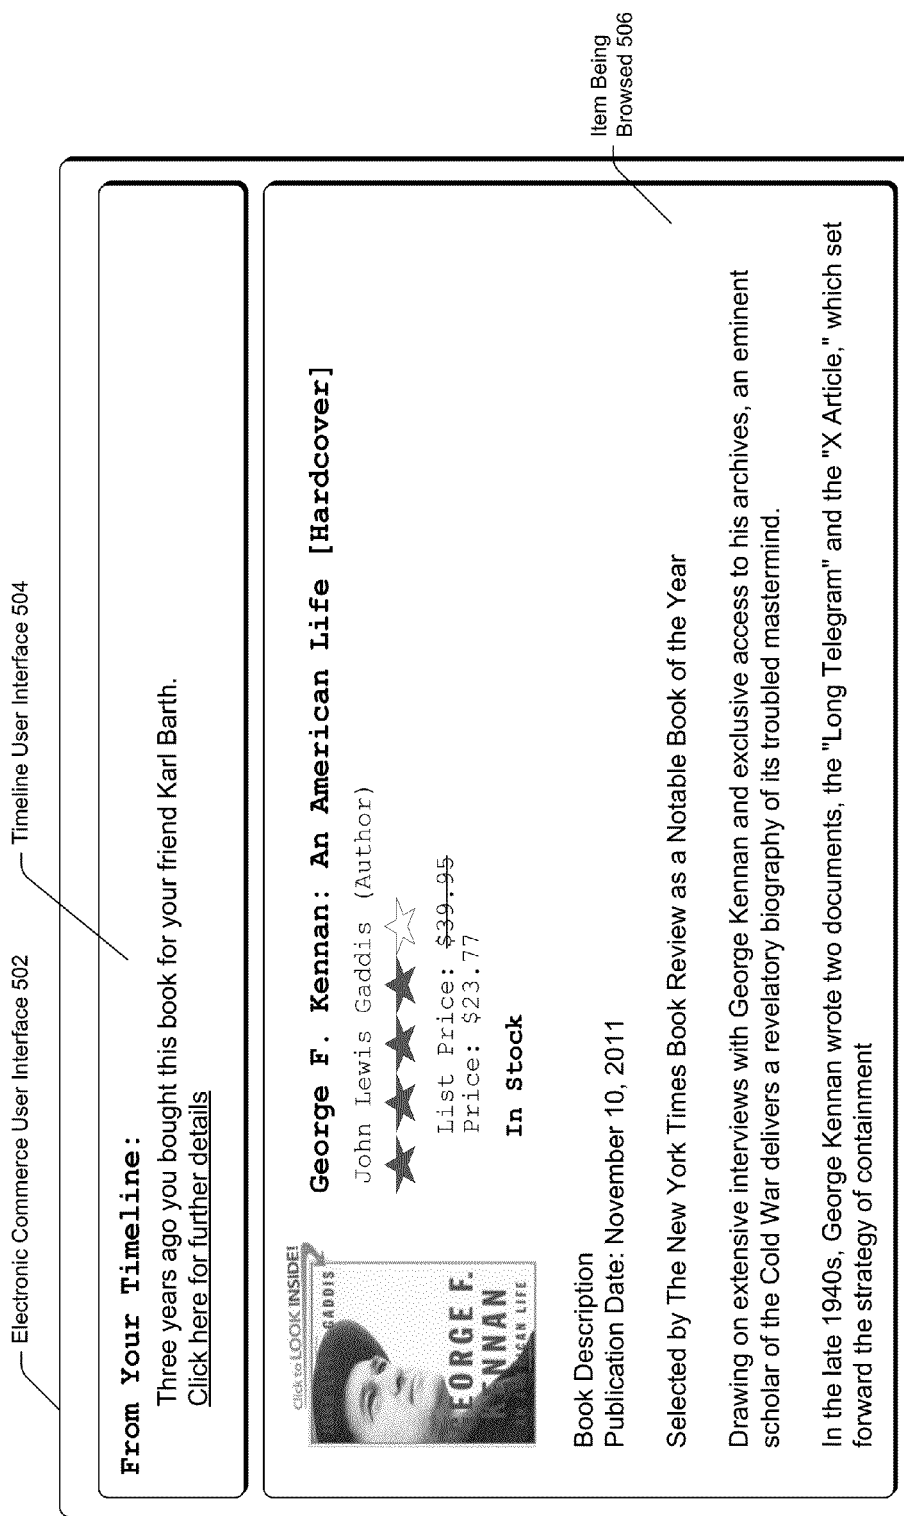 Electronic Commerce User Interface 502
Timeline User Interface 504
From Your Timeline:
Three years ago you bought this book for your friend Karl Barth.
Click here for further details
Item Being
Browsed 506
Click to LOOK INSIDE!
GADDIS
EORGE F.
NNAN
CAN LIFE
George F. Kennan: An American Life [Hardcover]
John Lewis Gaddis (Author)
List Price: $39.95
Price: $23.77
In Stock
Book Description
Publication Date: November 10, 2011
Selected by The New York Times Book Review as a Notable Book of the Year
Drawing on extensive interviews with George Kennan and exclusive access to his archives, an eminent
scholar of the Cold War delivers a revelatory biography of its troubled mastermind.
In the late 1940s, George Kennan wrote two documents, the "Long Telegram" and the "X Article," which set
forward the strategy of containment